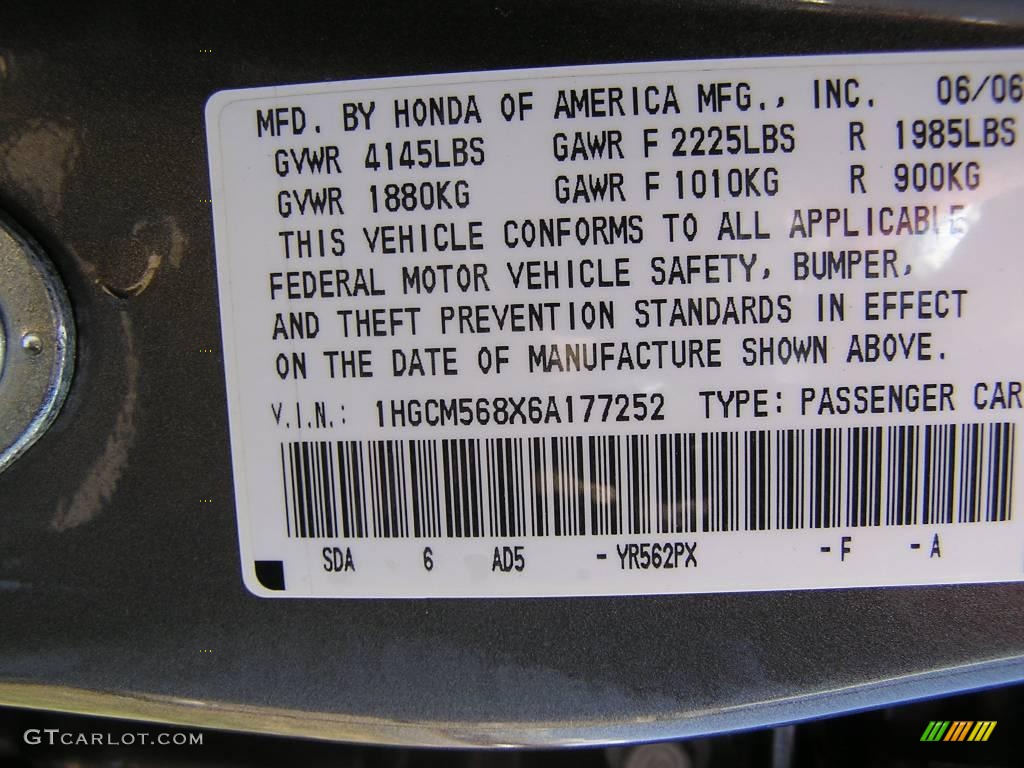 MFD. BY HONDA OF AMERICA MFG., INC. 06/06
GVWR 4145LBS GAWR F 2225LBS R 1985LBS
GVWR 1880KG GAWR F 1010KG R 900KG
THIS VEHICLE CONFORMS TO ALL APPLICABLE
FEDERAL MOTOR VEHICLE SAFETY, BUMPER,
AND THEFT PREVENTION STANDARDS IN EFFECT
ON THE DATE OF MANUFACTURE SHOWN ABOVE.
V.I.N.: 1HGCM568X6A177252 TYPE: PASSENGER CAR
SDA 6 AD5 -YR562PX -F -A
GTCARLOT.COM